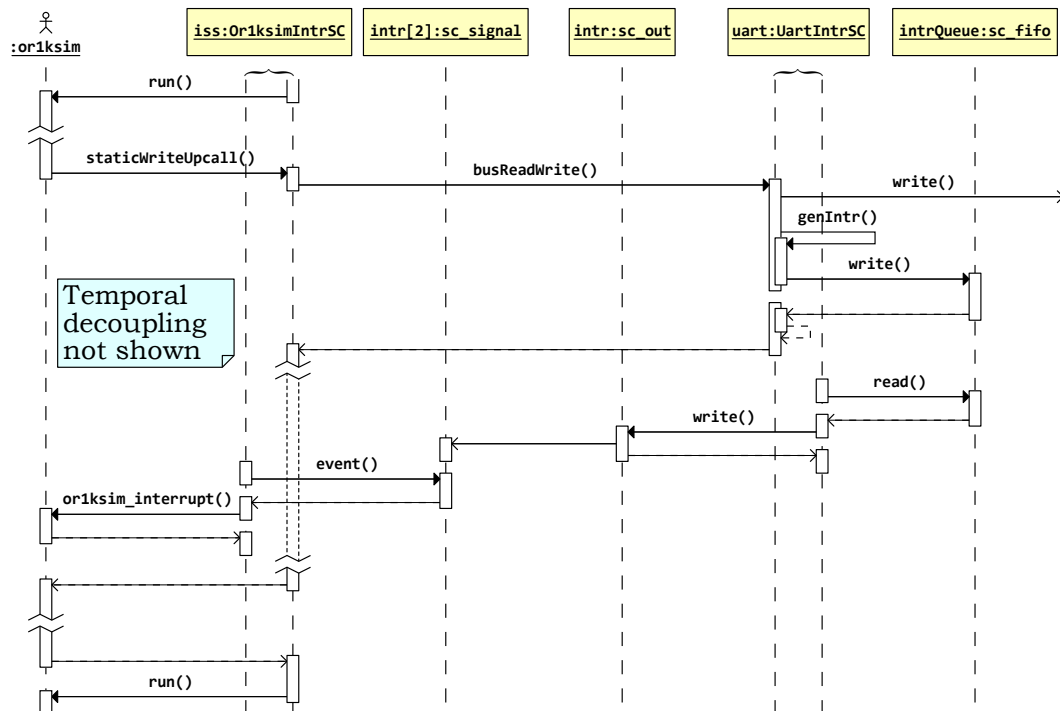 :or1ksim
iss:Or1ksimIntrSC
intr[2]:sc_signal
intr:sc_out
uart:UartIntrSC
intrQueue:sc_fifo
run()
staticWriteUpcall()
busReadWrite()
write()
genIntr()
write()
Temporal
decoupling
not shown
read()
write()
event()
or1ksim_interrupt()
run()